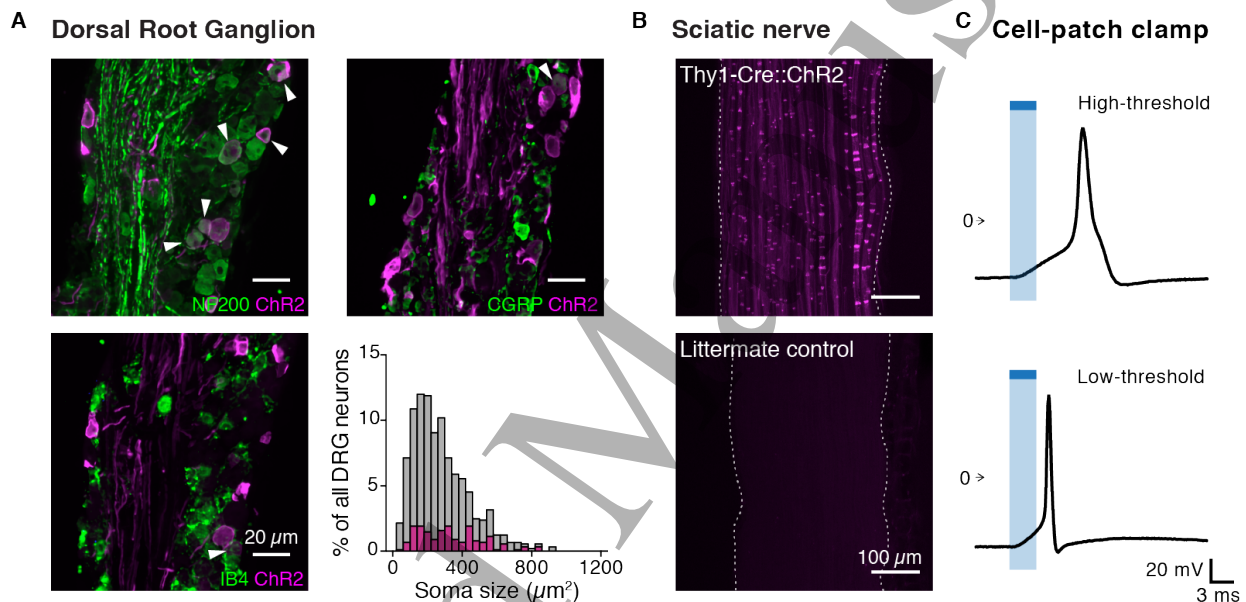 A
Dorsal Root Ganglion
NF200 ChR2
CGRP ChR2
20 µm
IB4 ChR2
% of all DRG neurons
15
10
5
0
0
400
800
1200
Soma size (µm²)
B
Sciatic nerve
Thy1-Cre::ChR2
Littermate control
100 µm
C
Cell-patch clamp
High-threshold
0
Low-threshold
0
20 mV
3 ms